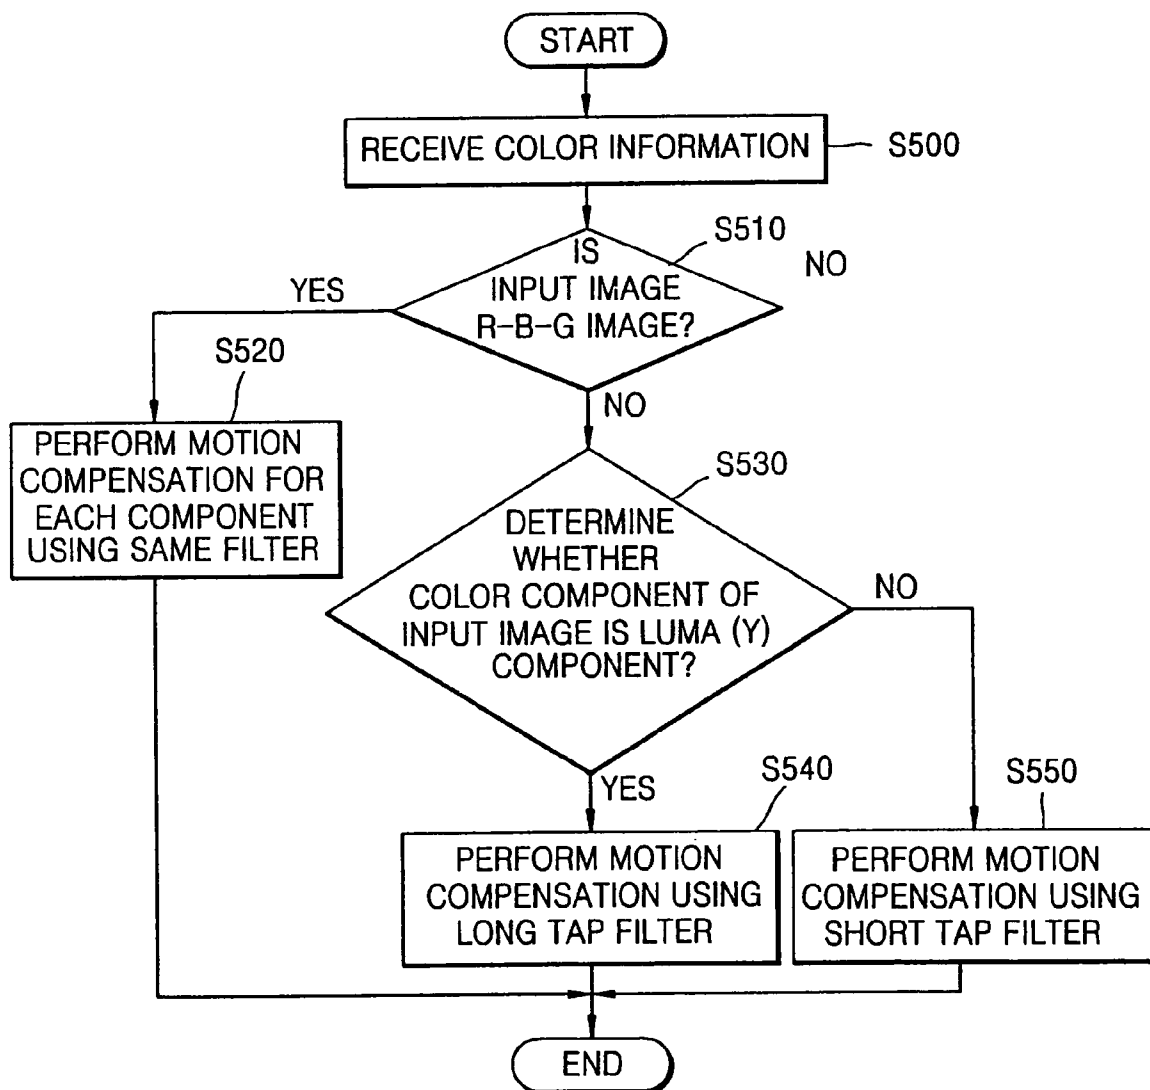 START
RECEIVE COLOR INFORMATION
S500
S510
IS
INPUT IMAGE
R-B-G IMAGE?
YES
NO
S520
NO
PERFORM MOTION
COMPENSATION FOR
EACH COMPONENT
USING SAME FILTER
S530
DETERMINE
WHETHER
COLOR COMPONENT OF
INPUT IMAGE IS LUMA (Y)
COMPONENT?
NO
YES
S540
S550
PERFORM MOTION
COMPENSATION USING
LONG TAP FILTER
PERFORM MOTION
COMPENSATION USING
SHORT TAP FILTER
END